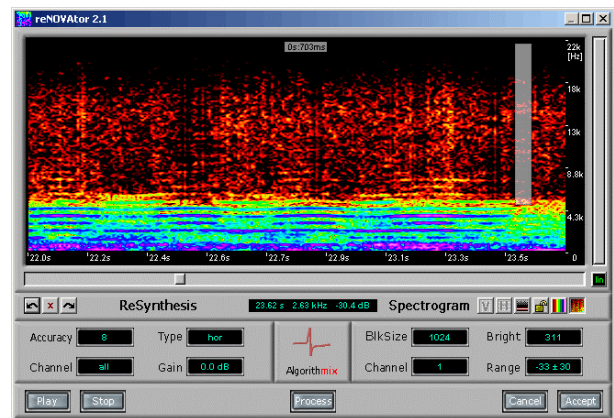 reNOVAtor 2.1
0s:703ms
22k
[Hz]
18k
13k
8.8k
4.3k
22.0s '22.2s '22.4s '22.6s '22.7s '22.9s '23.1s '23.3s '23.5s 0
lin
x ReSynthesis 23.62 s 2.63 kHz -30.4 dB Spectrogram V H
Accuracy 8 Type hor BlkSize 1024 Bright 311
Channel all Gain 0.0 dB Algorithmix Channel 1 Range -33 ± 30
Play Stop Process Cancel Accept